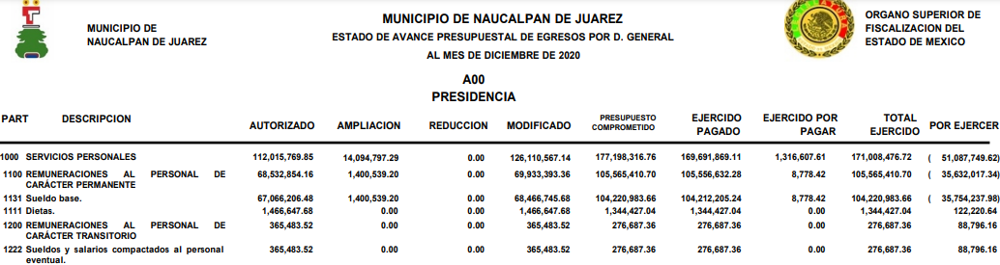 MUNICIPIO DE
NAUCALPAN DE JUAREZ
MUNICIPIO DE NAUCALPAN DE JUAREZ
ESTADO DE AVANCE PRESUPUESTAL DE EGRESOS POR D. GENERAL
AL MES DE DICIEMBRE DE 2020
ORGANO SUPERIOR DE
FISCALIZACION DEL
ESTADO DE MEXICO
A00
PRESIDENCIA
PART DESCRIPCION AUTORIZADO AMPLIACION REDUCCION MODIFICADO PRESUPUESTO COMPROMETIDO EJERCIDO PAGADO EJERCIDO POR PAGAR TOTAL EJERCIDO POR EJERCER
1000 SERVICIOS PERSONALES 112,015,769.85 14,094,797.29 0.00 126,110,567.14 177,198,316.76 169,691,869.11 1,316,607.61 171,008,476.72 ( 51,087,749.62)
1100 REMUNERACIONES AL PERSONAL DE 68,532,854.16 1,400,539.20 0.00 69,933,393.36 105,565,410.70 105,556,632.28 8,778.42 105,565,410.70 ( 35,632,017.34)
CARÁCTER PERMANENTE
1131 Sueldo base. 67,066,206.48 1,400,539.20 0.00 68,466,745.68 104,220,983.66 104,212,205.24 8,778.42 104,220,983.66 ( 35,754,237.98)
1111 Dietas. 1,466,647.68 0.00 0.00 1,466,647.68 1,344,427.04 1,344,427.04 0.00 1,344,427.04 122,220.64
1200 REMUNERACIONES AL PERSONAL DE 365,483.52 0.00 0.00 365,483.52 276,687.36 276,687.36 0.00 276,687.36 88,796.16
CARÁCTER TRANSITORIO
1222 Sueldos y salarios compactados al personal 365,483.52 0.00 0.00 365,483.52 276,687.36 276,687.36 0.00 276,687.36 88,796.16
eventual.